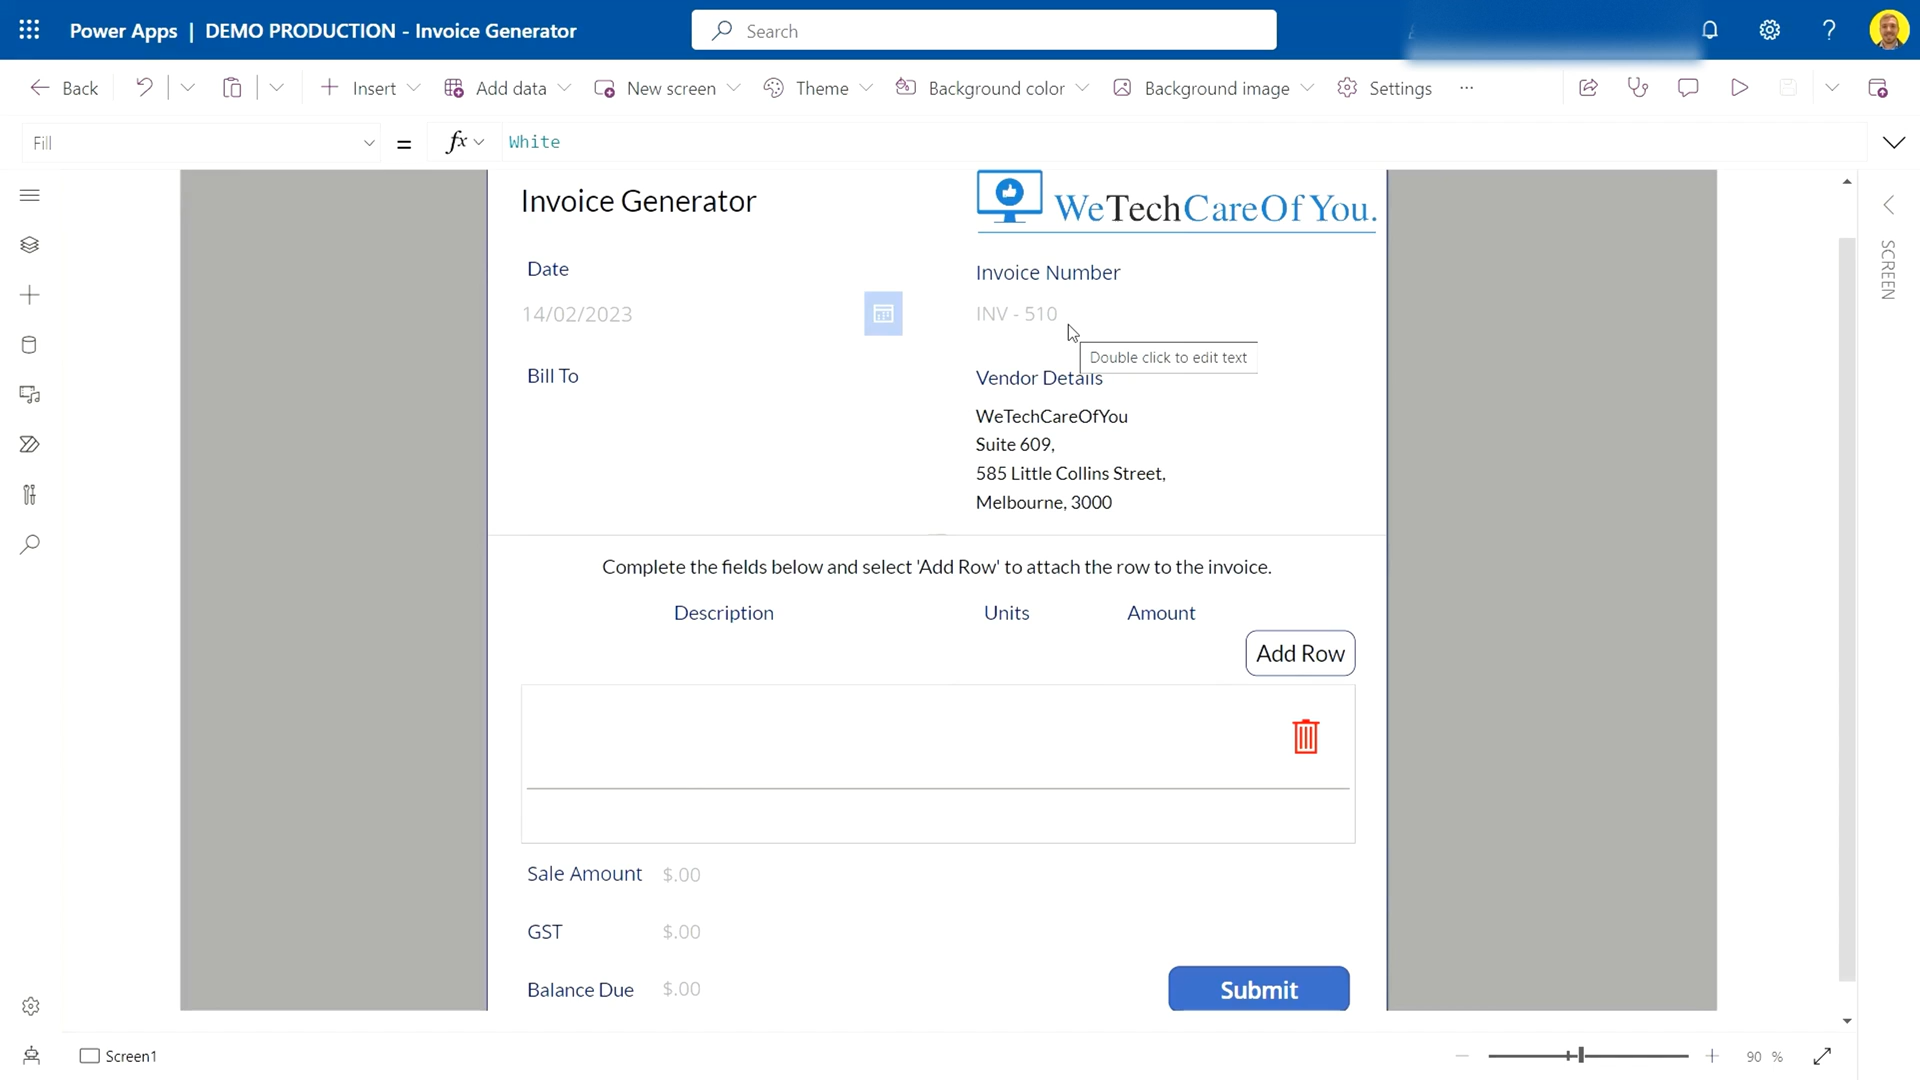 Power Apps | DEMO PRODUCTION - Invoice Generator
Search
Back
Insert
Add data
New screen
Theme
Background color
Background image
Settings
...
Fill
=
fx
White
Invoice Generator
WeTechCareOf You.
Date
Invoice Number
14/02/2023
INV - 510
Double click to edit text
Bill To
Vendor Details
WeTechCareOfYou
Suite 609,
585 Little Collins Street,
Melbourne, 3000
Complete the fields below and select 'Add Row' to attach the row to the invoice.
Description
Units
Amount
Add Row
Sale Amount
$.00
GST
$.00
Balance Due
$.00
Submit
SCREEN
Screen1
90 %